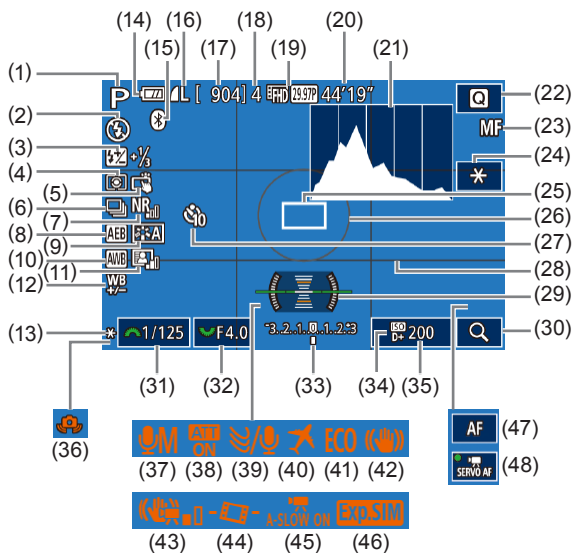 (14) (16) (18) (20)
(15) (17) (19) (21)
(1) P L [ 904] 4 FHD 29.97P 44'19" Q (22)
(2) MF (23)
(3) +1/3 (24)
(4) (25)
(5)
(6) NR (26)
(7) 10
(8) AEB A (27)
(9)
(10) AWB (28)
(11)
(12) WB +/- (29)
(13) * 1/125 F4.0 -3..2..1..0..1..2.+3 ISO D+ 200 (30)
(31) (32) (33) (34) (35)
(36) M ATT ON ECO AF (47)
(37) (38) (39) (40) (41) (42) SERVO AF (48)
A-SLOW ON Exp.SIM
(43) (44) (45) (46)